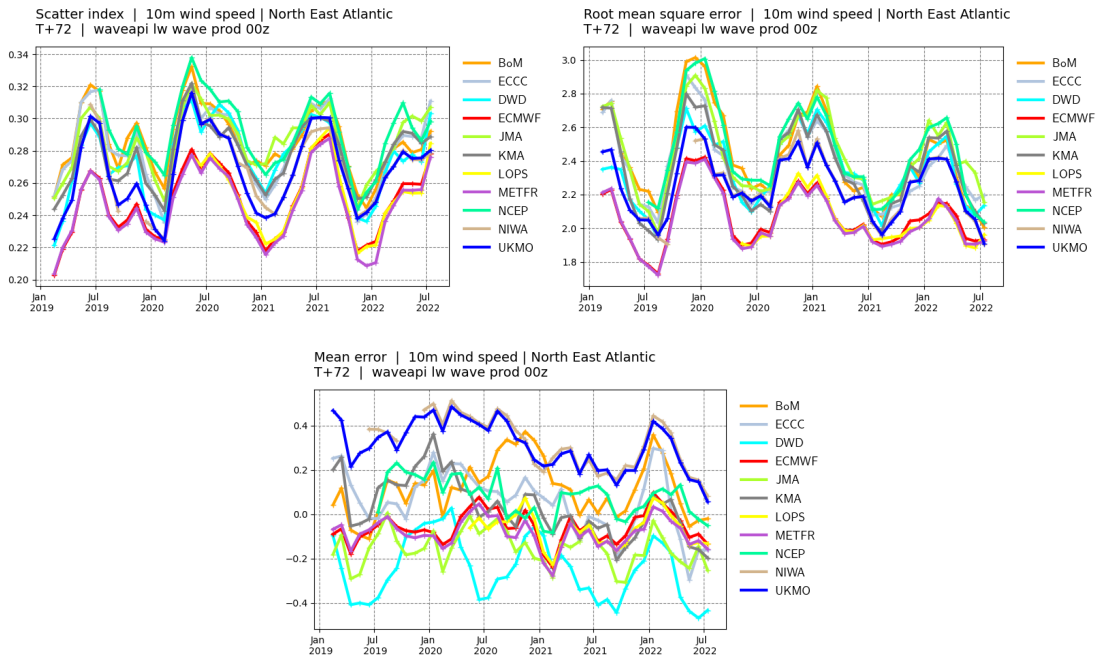 Scatter index | 10m wind speed | North East Atlantic
T+72 | waveapi lw wave prod 00z
0.34
0.32
0.30
0.28
0.26
0.24
0.22
0.20
Jan 2019
Jul
Jan 2020
Jul
Jan 2021
Jul
Jan 2022
Jul
BoM
ECCC
DWD
ECMWF
JMA
KMA
LOPS
METFR
NCEP
NIWA
UKMO
Root mean square error | 10m wind speed | North East Atlantic
T+72 | waveapi lw wave prod 00z
3.0
2.8
2.6
2.4
2.2
2.0
1.8
Jan 2019
Jul
Jan 2020
Jul
Jan 2021
Jul
Jan 2022
Jul
BoM
ECCC
DWD
ECMWF
JMA
KMA
LOPS
METFR
NCEP
NIWA
UKMO
Mean error | 10m wind speed | North East Atlantic
T+72 | waveapi lw wave prod 00z
0.4
0.2
0.0
−0.2
−0.4
Jan 2019
Jul 2019
Jan 2020
Jul 2020
Jan 2021
Jul 2021
Jan 2022
Jul 2022
BoM
ECCC
DWD
ECMWF
JMA
KMA
LOPS
METFR
NCEP
NIWA
UKMO